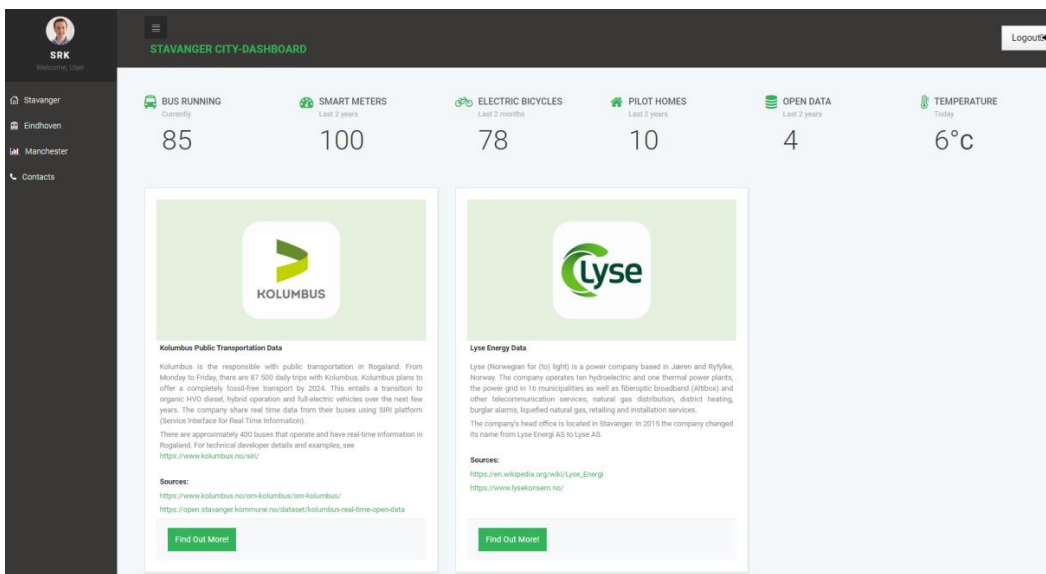 SRK
Welcome, User
Stavanger
Eindhoven
Manchester
Contacts
STAVANGER CITY-DASHBOARD
Logout
BUS RUNNING
Currently
85
SMART METERS
Last 2 years
100
ELECTRIC BICYCLES
Last 2 months
78
PILOT HOMES
Last 2 years
10
OPEN DATA
Last 2 years
4
TEMPERATURE
Today
6°c
KOLUMBUS
Kolumbus Public Transportation Data
Kolumbus is the responsible with public transportation in Rogaland. From
Monday to Friday, there are 87 500 daily trips with Kolumbus. Kolumbus plans to
offer a completely fossil-free transport by 2024. This entails a transition to
organic HVO diesel, hybrid operation and full-electric vehicles over the next few
years. The company share real time data from their buses using SIRI platform
(Service Interface for Real Time Information).
There are approximately 400 buses that operate and have real-time information in
Rogaland. For technical developer details and examples, see
https://www.kolumbus.no/siri/
Sources:
https://www.kolumbus.no/om-kolumbus/om-kolumbus/
https://open.stavanger.kommune.no/dataset/kolumbus-real-time-open-data
Find Out More!
Lyse
Lyse Energy Data
Lyse (Norwegian for (to) light) is a power company based in Jæren and Ryfylke,
Norway. The company operates ten hydroelectric and one thermal power plants,
the power grid in 16 municipalities as well as fiberoptic broadband (Altibox) and
other telecommunication services, natural gas distribution, district heating,
burglar alarms, liquefied natural gas, retailing and installation services.
The company's head office is located in Stavanger. In 2015 the company changed
its name from Lyse Energi AS to Lyse AS.
Sources:
https://en.wikipedia.org/wiki/Lyse_Energi
https://www.lysekonsern.no/
Find Out More!